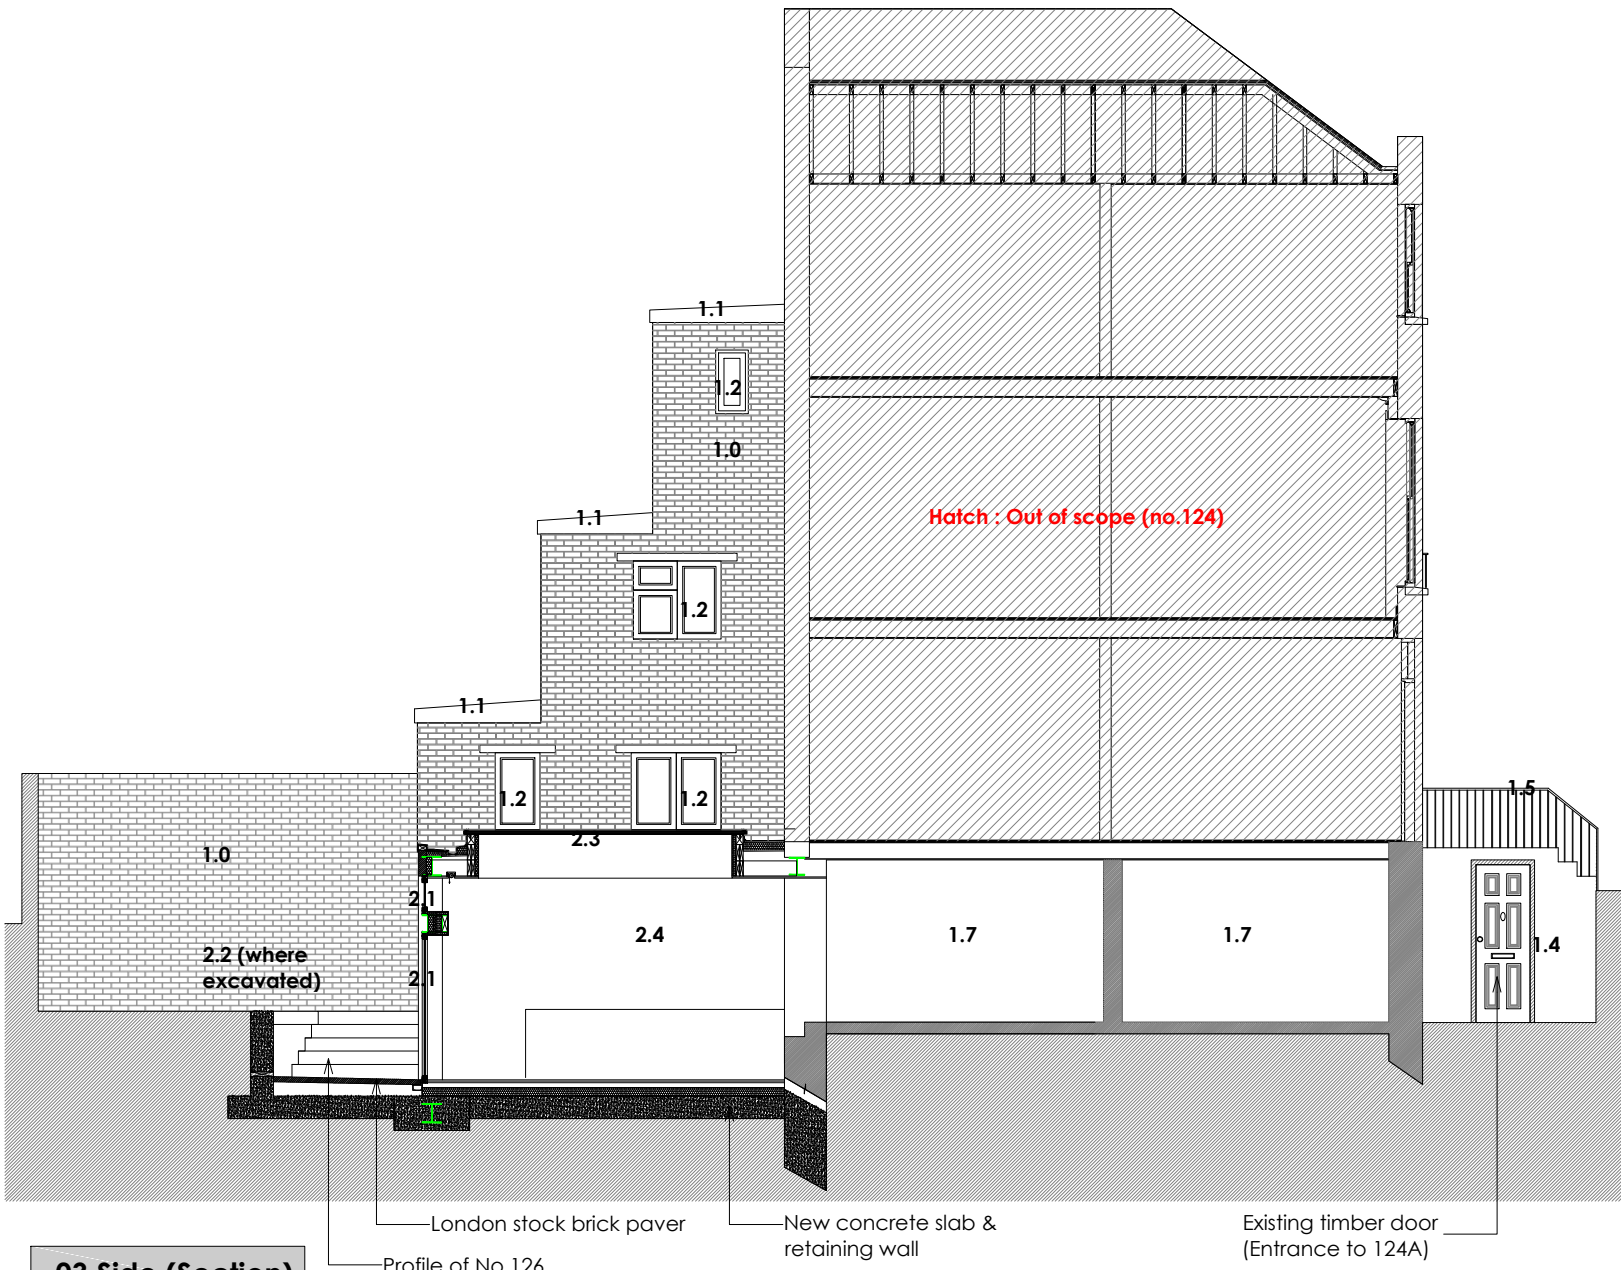 1.1
1.2
1.0
Hatch : Out of scope (no.124)
1.1
1.2
1.1
1.2
1.2
1.5
2.3
1.0
2.1
2.4
1.7
1.7
1.4
2.2 (where
excavated)
2.1
London stock brick paver
New concrete slab &
retaining wall
Existing timber door
(Entrance to 124A)
Profile of No 126
03 Side (Section)